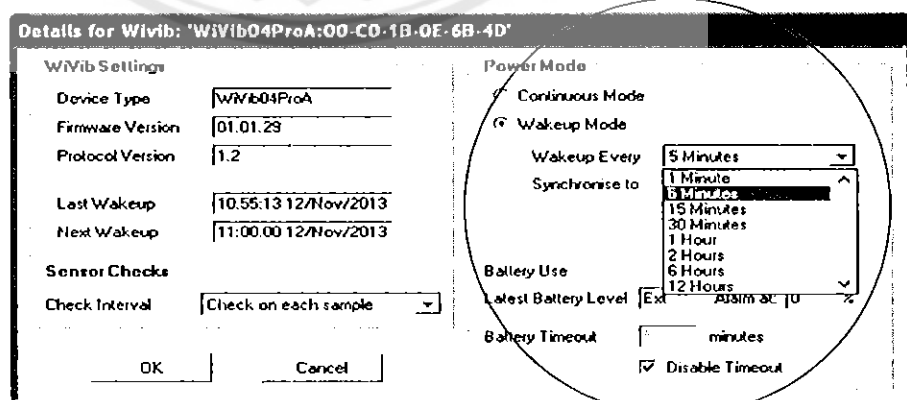 Details for Wivib: "WiVib04ProA:00-C0-1B-0E-6B-4D"
WiVib Settings
Device Type WiVib04ProA
Firmware Version 01.01.29
Protocol Version 1.2
Last Wakeup 10:55:13 12/Nov/2013
Next Wakeup 11:00:00 12/Nov/2013
Sensor Checks
Check Interval Check on each sample
OK Cancel
Power Mode
Continuous Mode
Wakeup Mode
Wakeup Every 5 Minutes
Synchronise to
1 Minute
5 Minutes
15 Minutes
30 Minutes
1 Hour
2 Hours
6 Hours
12 Hours
Battery Use
Latest Battery Level Ext Alarm at: 0 %
Battery Timeout minutes
Disable Timeout